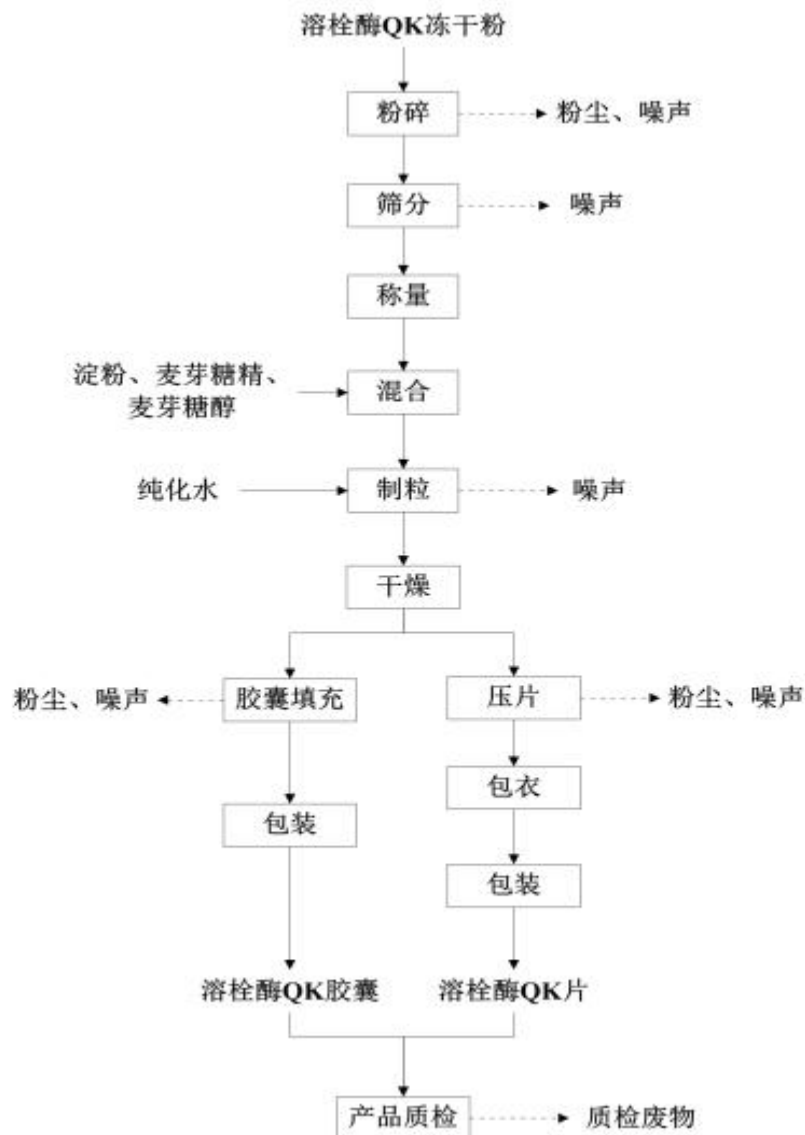 溶栓酶QK冻干粉
粉碎
粉尘、噪声
筛分
噪声
称量
淀粉、麦芽糖精、
麦芽糖醇
混合
纯化水
制粒
噪声
干燥
粉尘、噪声
胶囊填充
压片
粉尘、噪声
包衣
包装
包装
溶栓酶QK胶囊
溶栓酶QK片
产品质检
质检废物